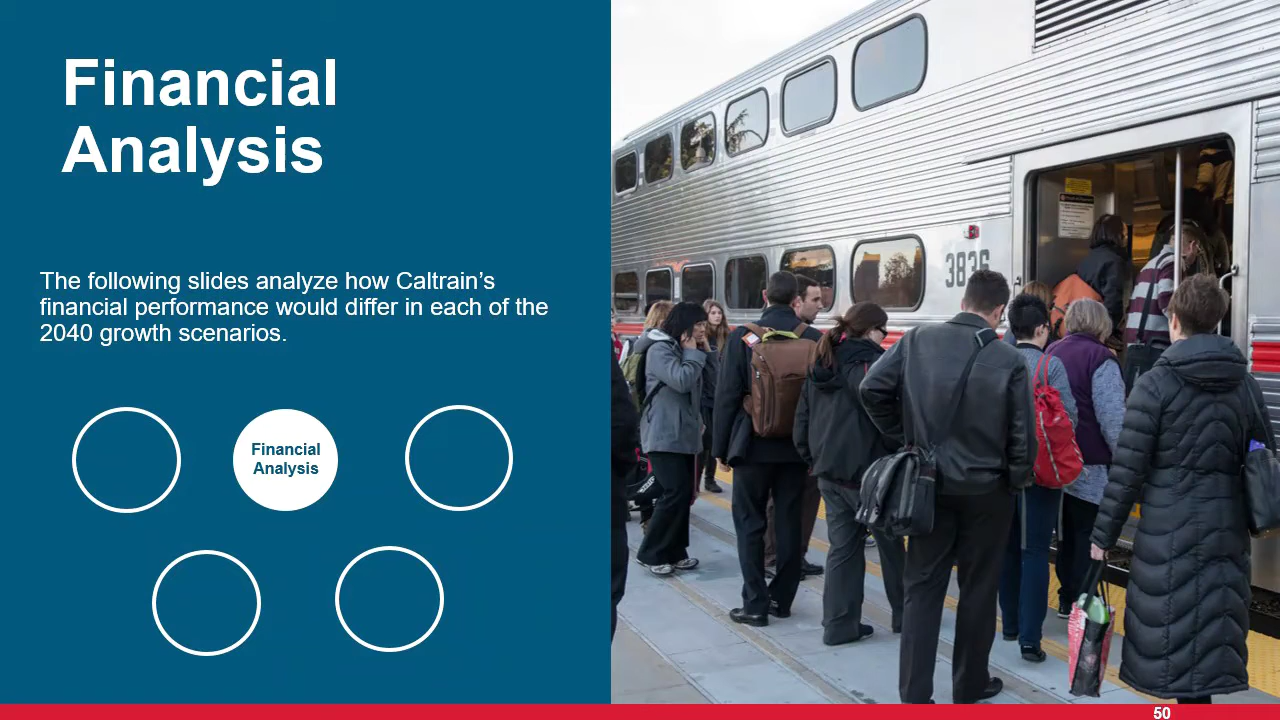 Financial
Analysis
The following slides analyze how Caltrain’s
financial performance would differ in each of the
2040 growth scenarios.
Financial
Analysis
3836
50